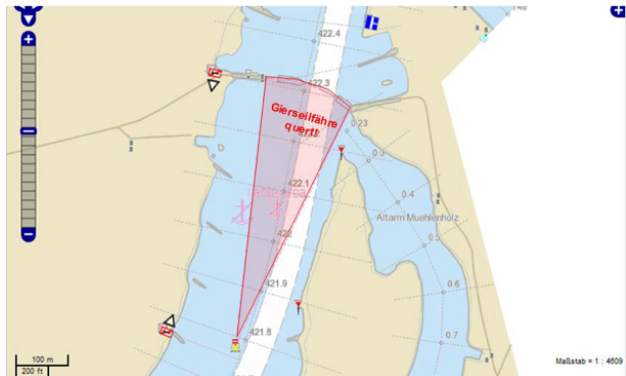 422.4
422.3
Gierseilfähre
quert!
0.23
0.3
422.1
0.4
Altarm Muehlenholz
422
0.5
421.9
0.6
421.8
0.7
100 m
200 ft
Maßstab = 1 : 4609